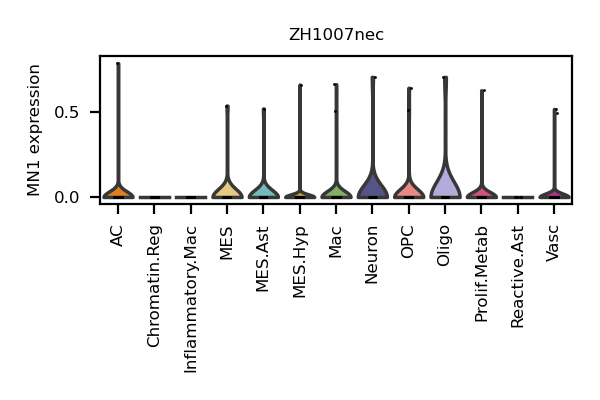 ZH1007nec
MN1 expression
0.5
0.0
AC
Chromatin.Reg
Inflammatory.Mac
MES
MES.Ast
MES.Hyp
Mac
Neuron
OPC
Oligo
Prolif.Metab
Reactive.Ast
Vasc